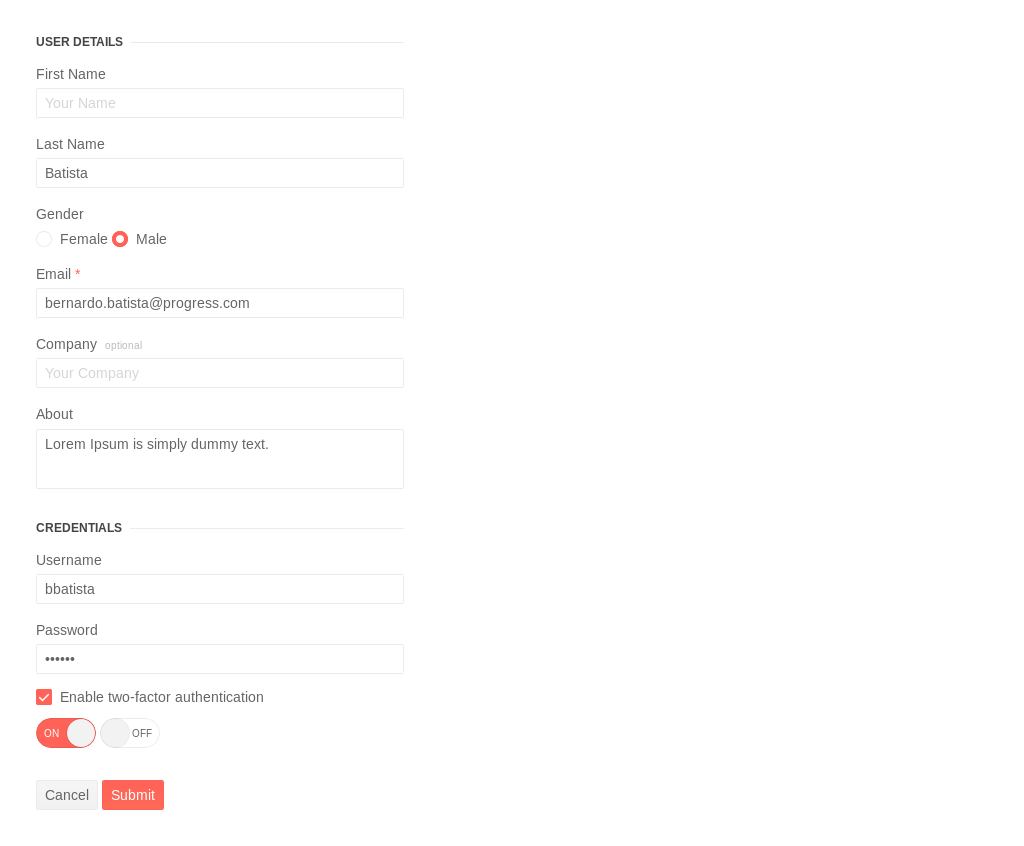 USER DETAILS
First Name
Your Name
Last Name
Batista
Gender
Female Male
Email *
bernardo.batista@progress.com
Company optional
Your Company
About
Lorem Ipsum is simply dummy text.
CREDENTIALS
Username
bbatista
Password
••••••
Enable two-factor authentication
ON OFF
Cancel Submit